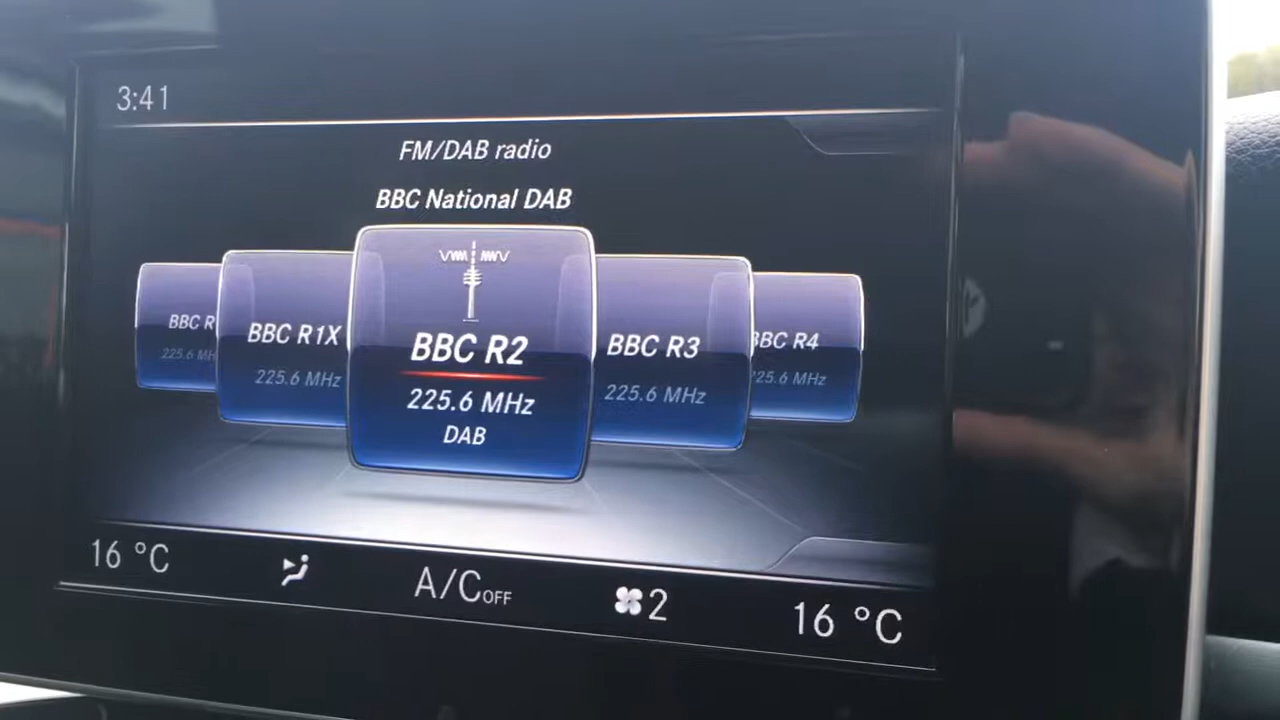 3:41
FM/DAB radio
BBC National DAB
BBC R
225.6 MH
BBC R1X
225.6 MHz
BBC R2
225.6 MHz
DAB
BBC R3
225.6 MHz
BBC R4
225.6 MHz
16 °C
A/C OFF
2
16 °C